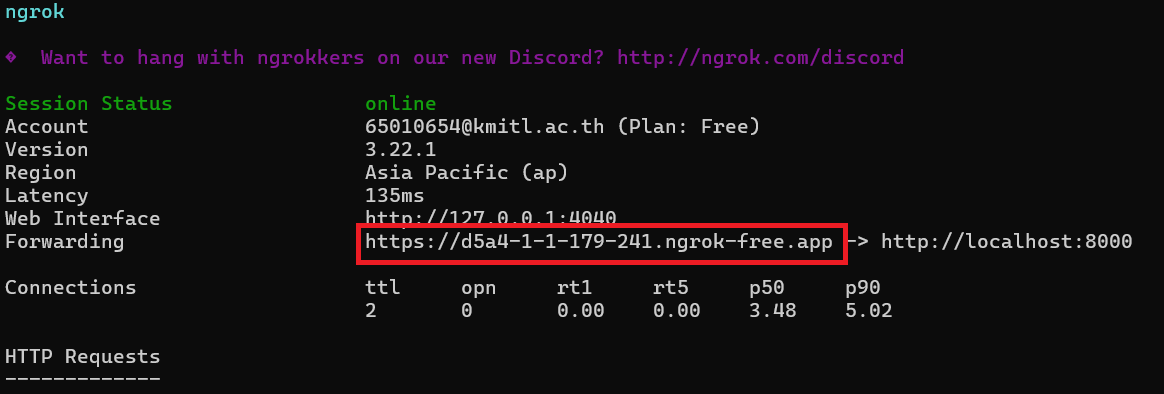 ngrok
� Want to hang with ngrokkers on our new Discord? http://ngrok.com/discord
Session Status online
Account 65010654@kmitl.ac.th (Plan: Free)
Version 3.22.1
Region Asia Pacific (ap)
Latency 135ms
Web Interface http://127.0.0.1:4040
Forwarding https://d5a4-1-1-179-241.ngrok-free.app -> http://localhost:8000
Connections ttl opn rt1 rt5 p50 p90
2 0 0.00 0.00 3.48 5.02
HTTP Requests
-------------